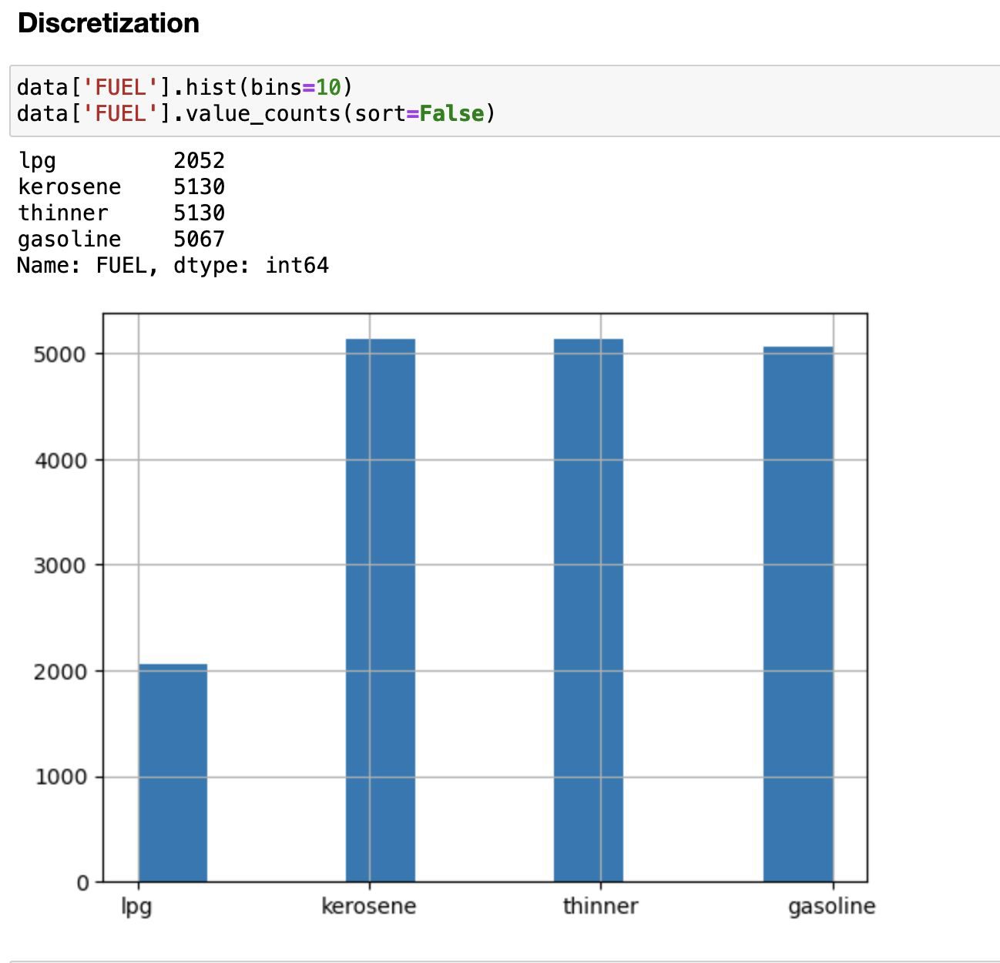 Discretization
data['FUEL'].hist(bins=10)
data['FUEL'].value_counts(sort=False)
lpg 2052
kerosene 5130
thinner 5130
gasoline 5067
Name: FUEL, dtype: int64
5000
4000
3000
2000
1000
0
lpg kerosene thinner gasoline